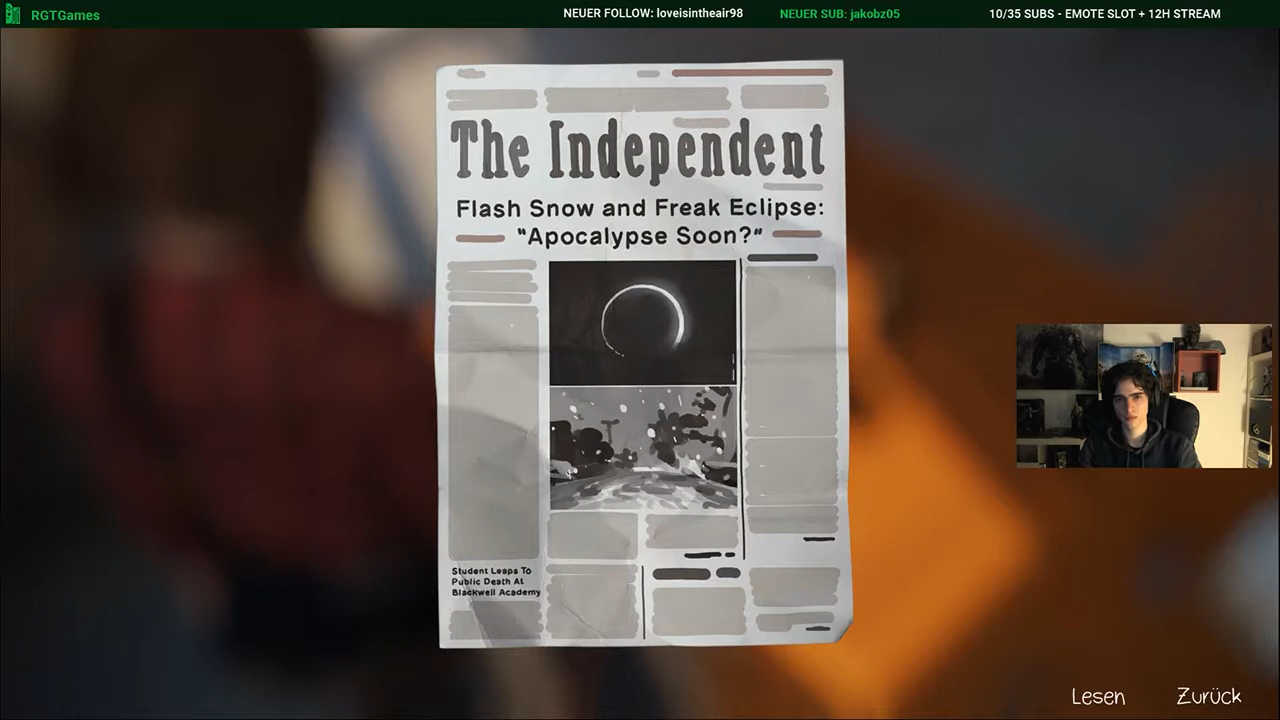 RGTGames
NEUER FOLLOW: loveisintheair98
NEUER SUB: jakobz05
10/35 SUBS - EMOTE SLOT + 12H STREAM
The Independent
Flash Snow and Freak Eclipse:
"Apocalypse Soon?"
Student Leaps To
Public Death At
Blackwell Academy
Lesen
Zurück